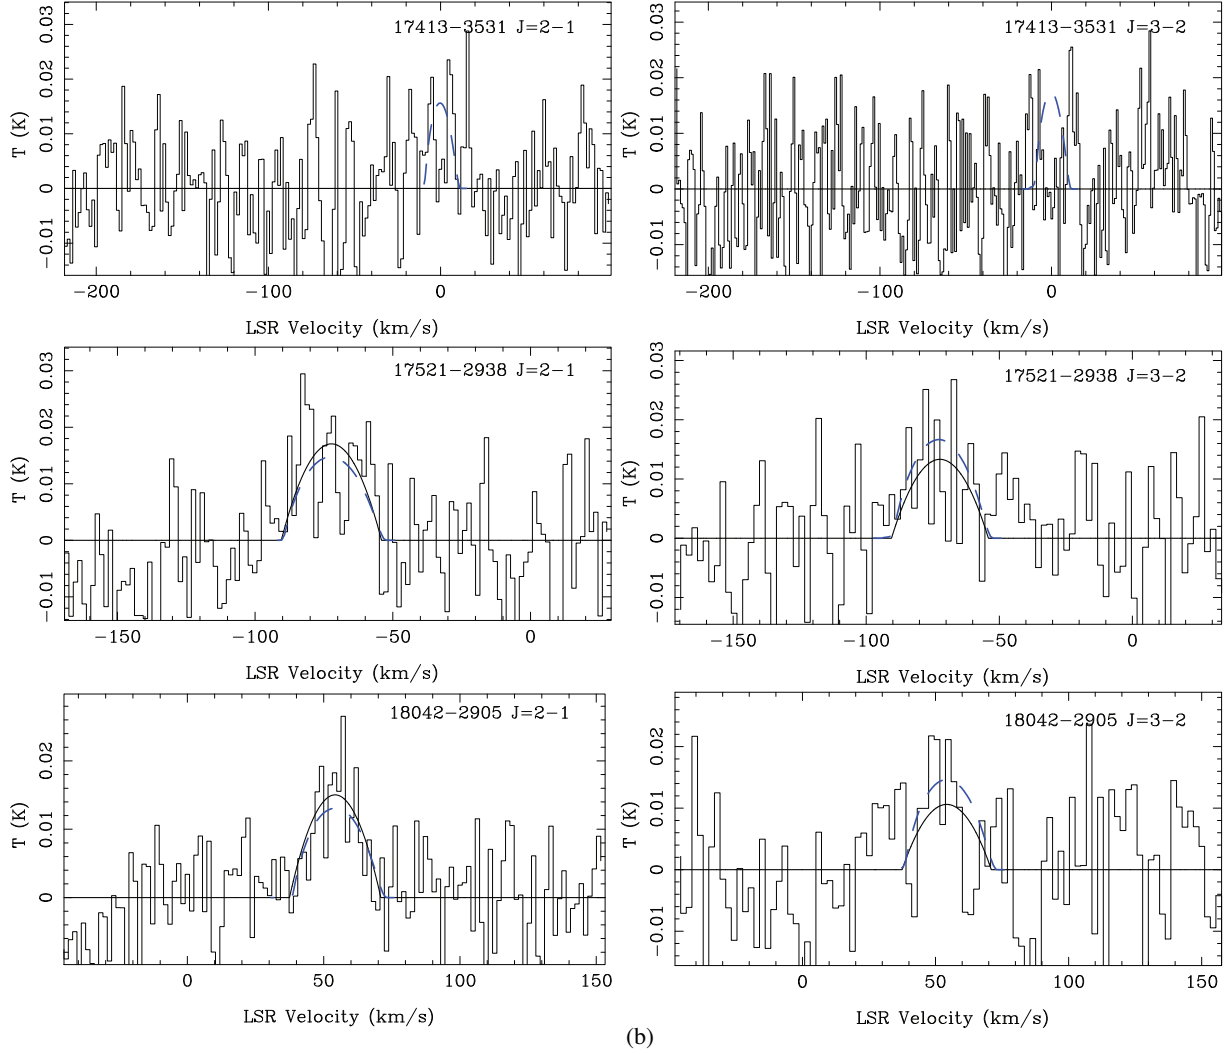 17413−3531 J=2−1
T (K)
0.03
0.02
0.01
0
−0.01
−200
−100
0
LSR Velocity (km/s)
17413−3531 J=3−2
T (K)
0.03
0.02
0.01
0
−0.01
−200
−100
0
LSR Velocity (km/s)
17521−2938 J=2−1
T (K)
0.03
0.02
0.01
0
−0.01
−150
−100
−50
0
LSR Velocity (km/s)
17521−2938 J=3−2
T (K)
0.03
0.02
0.01
0
−0.01
−150
−100
−50
0
LSR Velocity (km/s)
18042−2905 J=2−1
T (K)
0.02
0.01
0
0
50
100
150
LSR Velocity (km/s)
18042−2905 J=3−2
T (K)
0.02
0.01
0
−0.01
0
50
100
150
LSR Velocity (km/s)
(b)